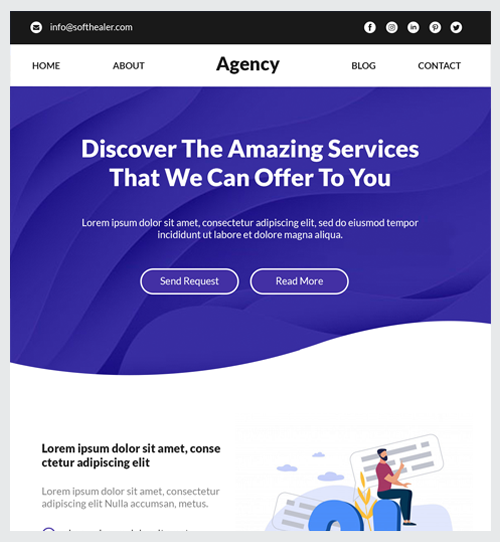 info@softhealer.com
HOME ABOUT Agency BLOG CONTACT
Discover The Amazing Services
That We Can Offer To You
Lorem ipsum dolor sit amet, consectetur adipiscing elit, sed do eiusmod tempor
incididunt ut labore et dolore magna aliqua.
Send Request Read More
Lorem ipsum dolor sit amet, conse
ctetur adipiscing elit
Lorem ipsum dolor sit amet, consectetur
adipiscing elit Nulla accumsan, metus.